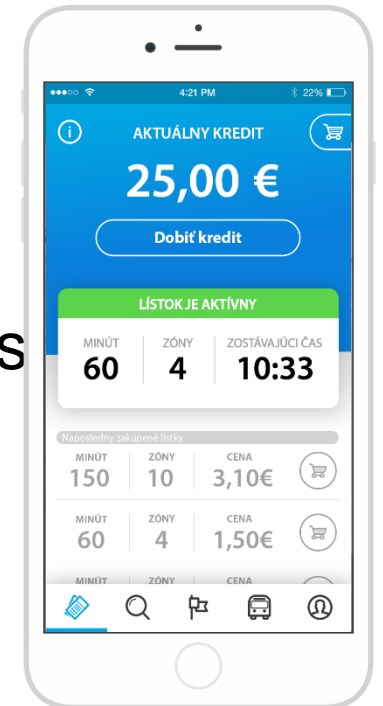 4:21 PM 22%
AKTUÁLNY KREDIT
25,00 €
Dobiť kredit
LÍSTOK JE AKTÍVNY
MINÚT ZÓNY ZOSTÁVAJÚCI ČAS
60 4 10:33
s
Naposledny zakúpené lístky
MINÚT ZÓNY CENA
150 10 3,10€
MINÚT ZÓNY CENA
60 4 1,50€
MINÚT ZÓNY CENA